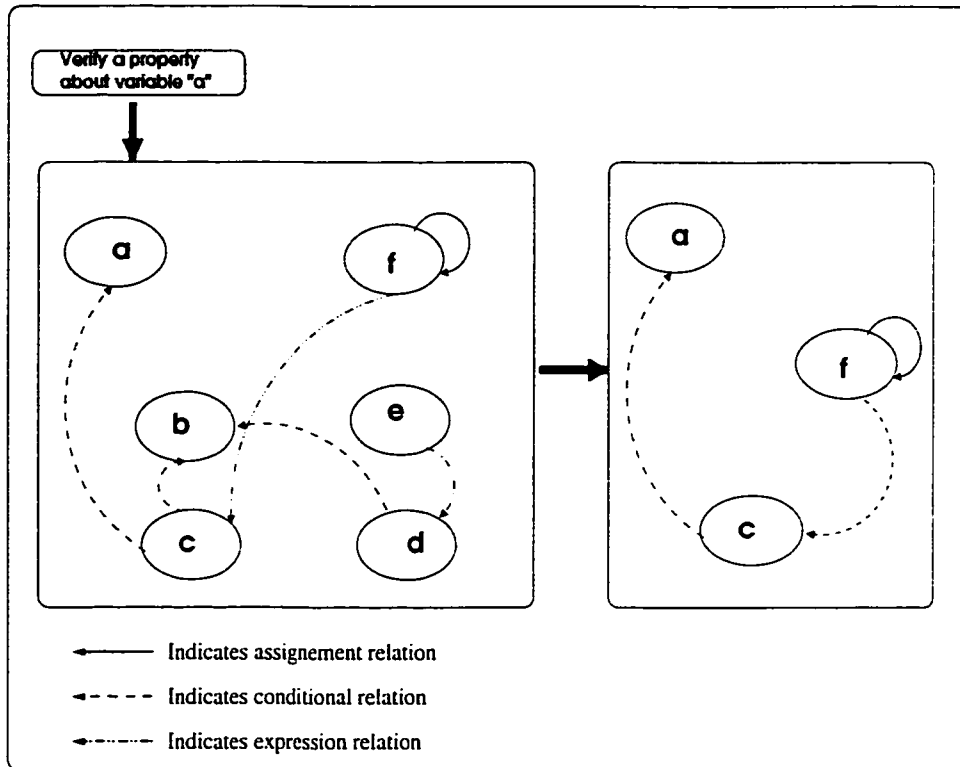 Verify a property
about variable "a"
a
f
b
e
c
d
a
f
c
Indicates assignement relation
Indicates conditional relation
Indicates expression relation